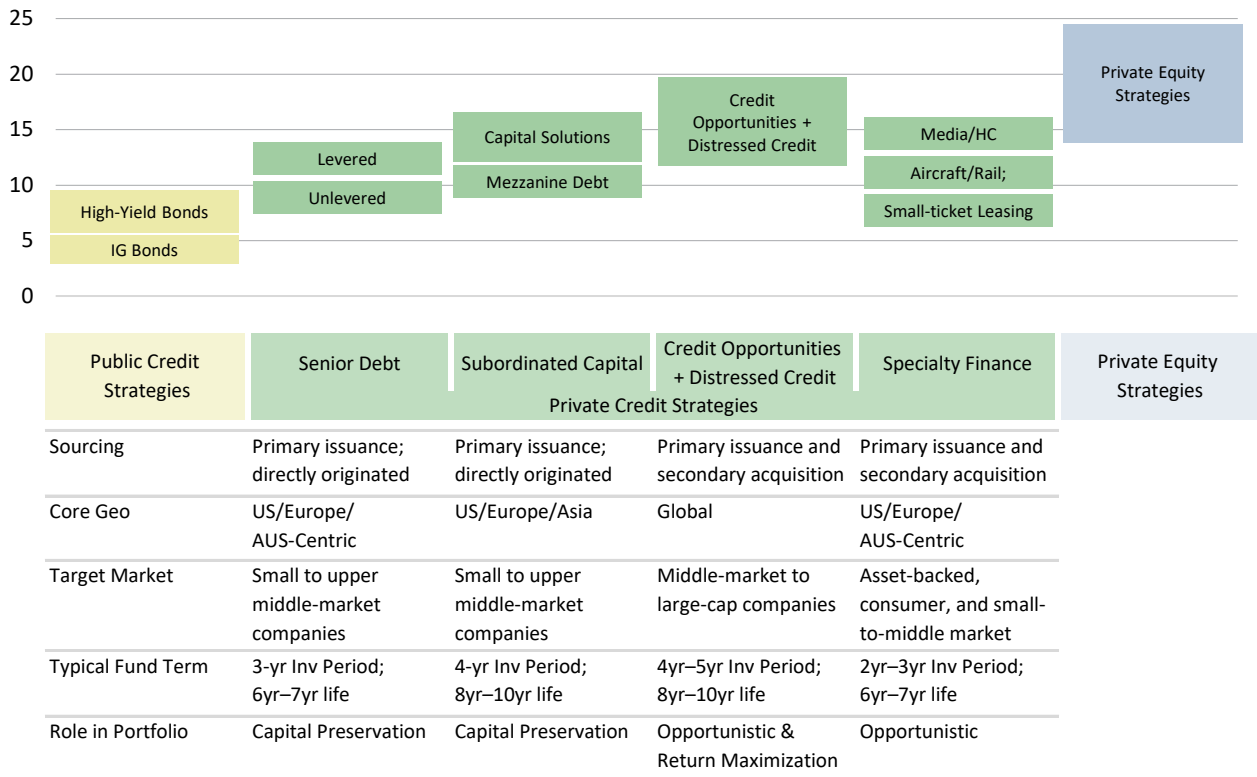 25
20
15
10
5
0
Private Equity
Strategies
Credit
Opportunities +
Distressed Credit
Capital Solutions
Mezzanine Debt
Levered
Unlevered
Media/HC
Aircraft/Rail;
Small-ticket Leasing
High-Yield Bonds
IG Bonds
Public Credit
Strategies
Senior Debt
Subordinated Capital
Credit Opportunities
+ Distressed Credit
Specialty Finance
Private Equity
Strategies
Private Credit Strategies
Sourcing
Primary issuance;
directly originated
Primary issuance;
directly originated
Primary issuance and
secondary acquisition
Primary issuance and
secondary acquisition
Core Geo
US/Europe/
AUS-Centric
US/Europe/Asia
Global
US/Europe/
AUS-Centric
Target Market
Small to upper
middle-market
companies
Small to upper
middle-market
companies
Middle-market to
large-cap companies
Asset-backed,
consumer, and small-
to-middle market
Typical Fund Term
3-yr Inv Period;
6yr–7yr life
4-yr Inv Period;
8yr–10yr life
4yr–5yr Inv Period;
8yr–10yr life
2yr–3yr Inv Period;
6yr–7yr life
Role in Portfolio
Capital Preservation
Capital Preservation
Opportunistic &
Return Maximization
Opportunistic